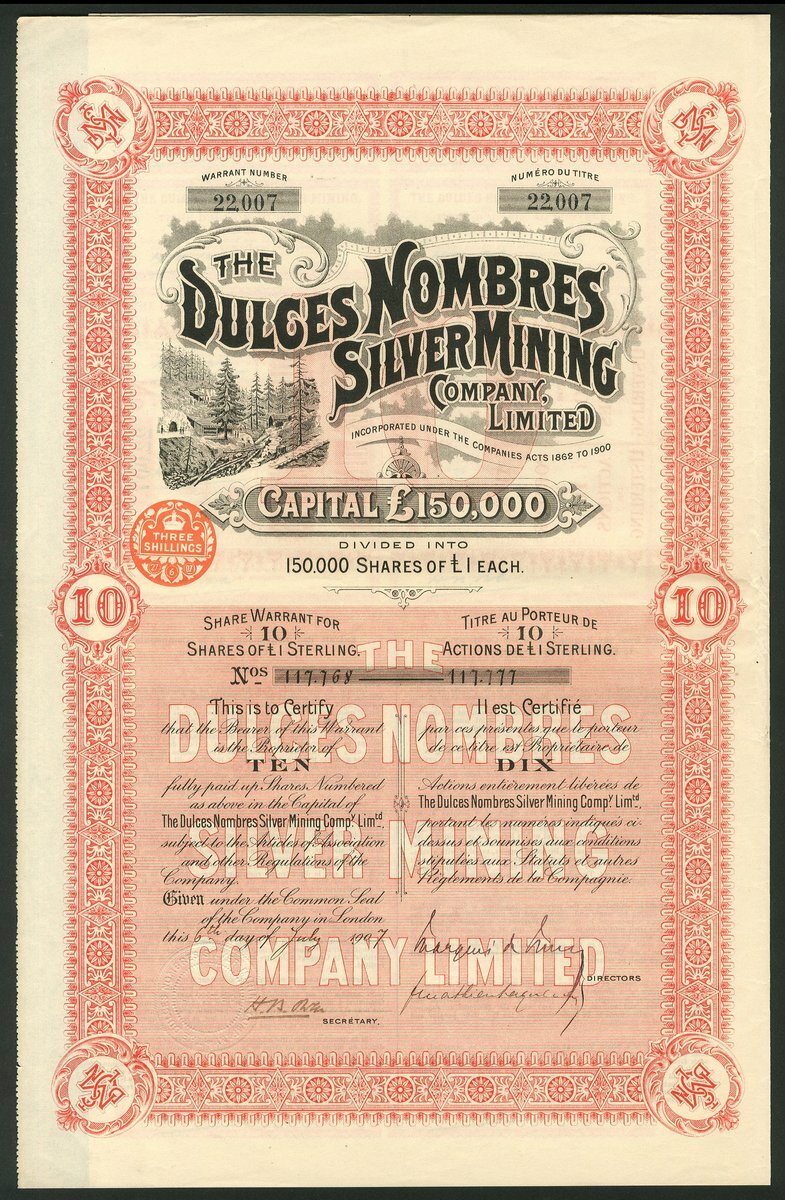 WARRANT NUMBER
22,007
NUMÉRO DU TITRE
22,007
THE
DULCES NOMBRES
SILVER MINING
COMPANY,
LIMITED
INCORPORATED UNDER THE COMPANIES ACTS 1862 TO 1900
CAPITAL £150,000
DIVIDED INTO
150.000 SHARES OF £1 EACH.
THREE
SHILLINGS
10
10
SHARE WARRANT FOR
10
SHARES OF £1 STERLING.
TITRE AU PORTEUR DE
10
ACTIONS DE £1 STERLING.
Nos 117.768 117.777
This is to Certify
that the Bearer of this Warrant
is the Proprietor of
TEN
fully paid up Shares Numbered
as above in the Capital of
The Dulces Nombres Silver Mining Compy. Limtd.,
subject to the Articles of Association
and other Regulations of the
Company.
Given under the Common Seal
of the Company in London
this 6th day of July 1907
Il est Certifié
par ces présentes que le porteur
de ce titre est Propriétaire de
DIX
Actions entièrement libérées de
The Dulces Nombres Silver Mining Compy. Limtd.,
portant les numéros indiqués ci-
dessus et soumises aux conditions
stipulées aux Statuts et autres
Règlements de la Compagnie.
THE
DULCES NOMBRES
SILVER MINING
COMPANY LIMITED
DIRECTORS
SECRETARY.